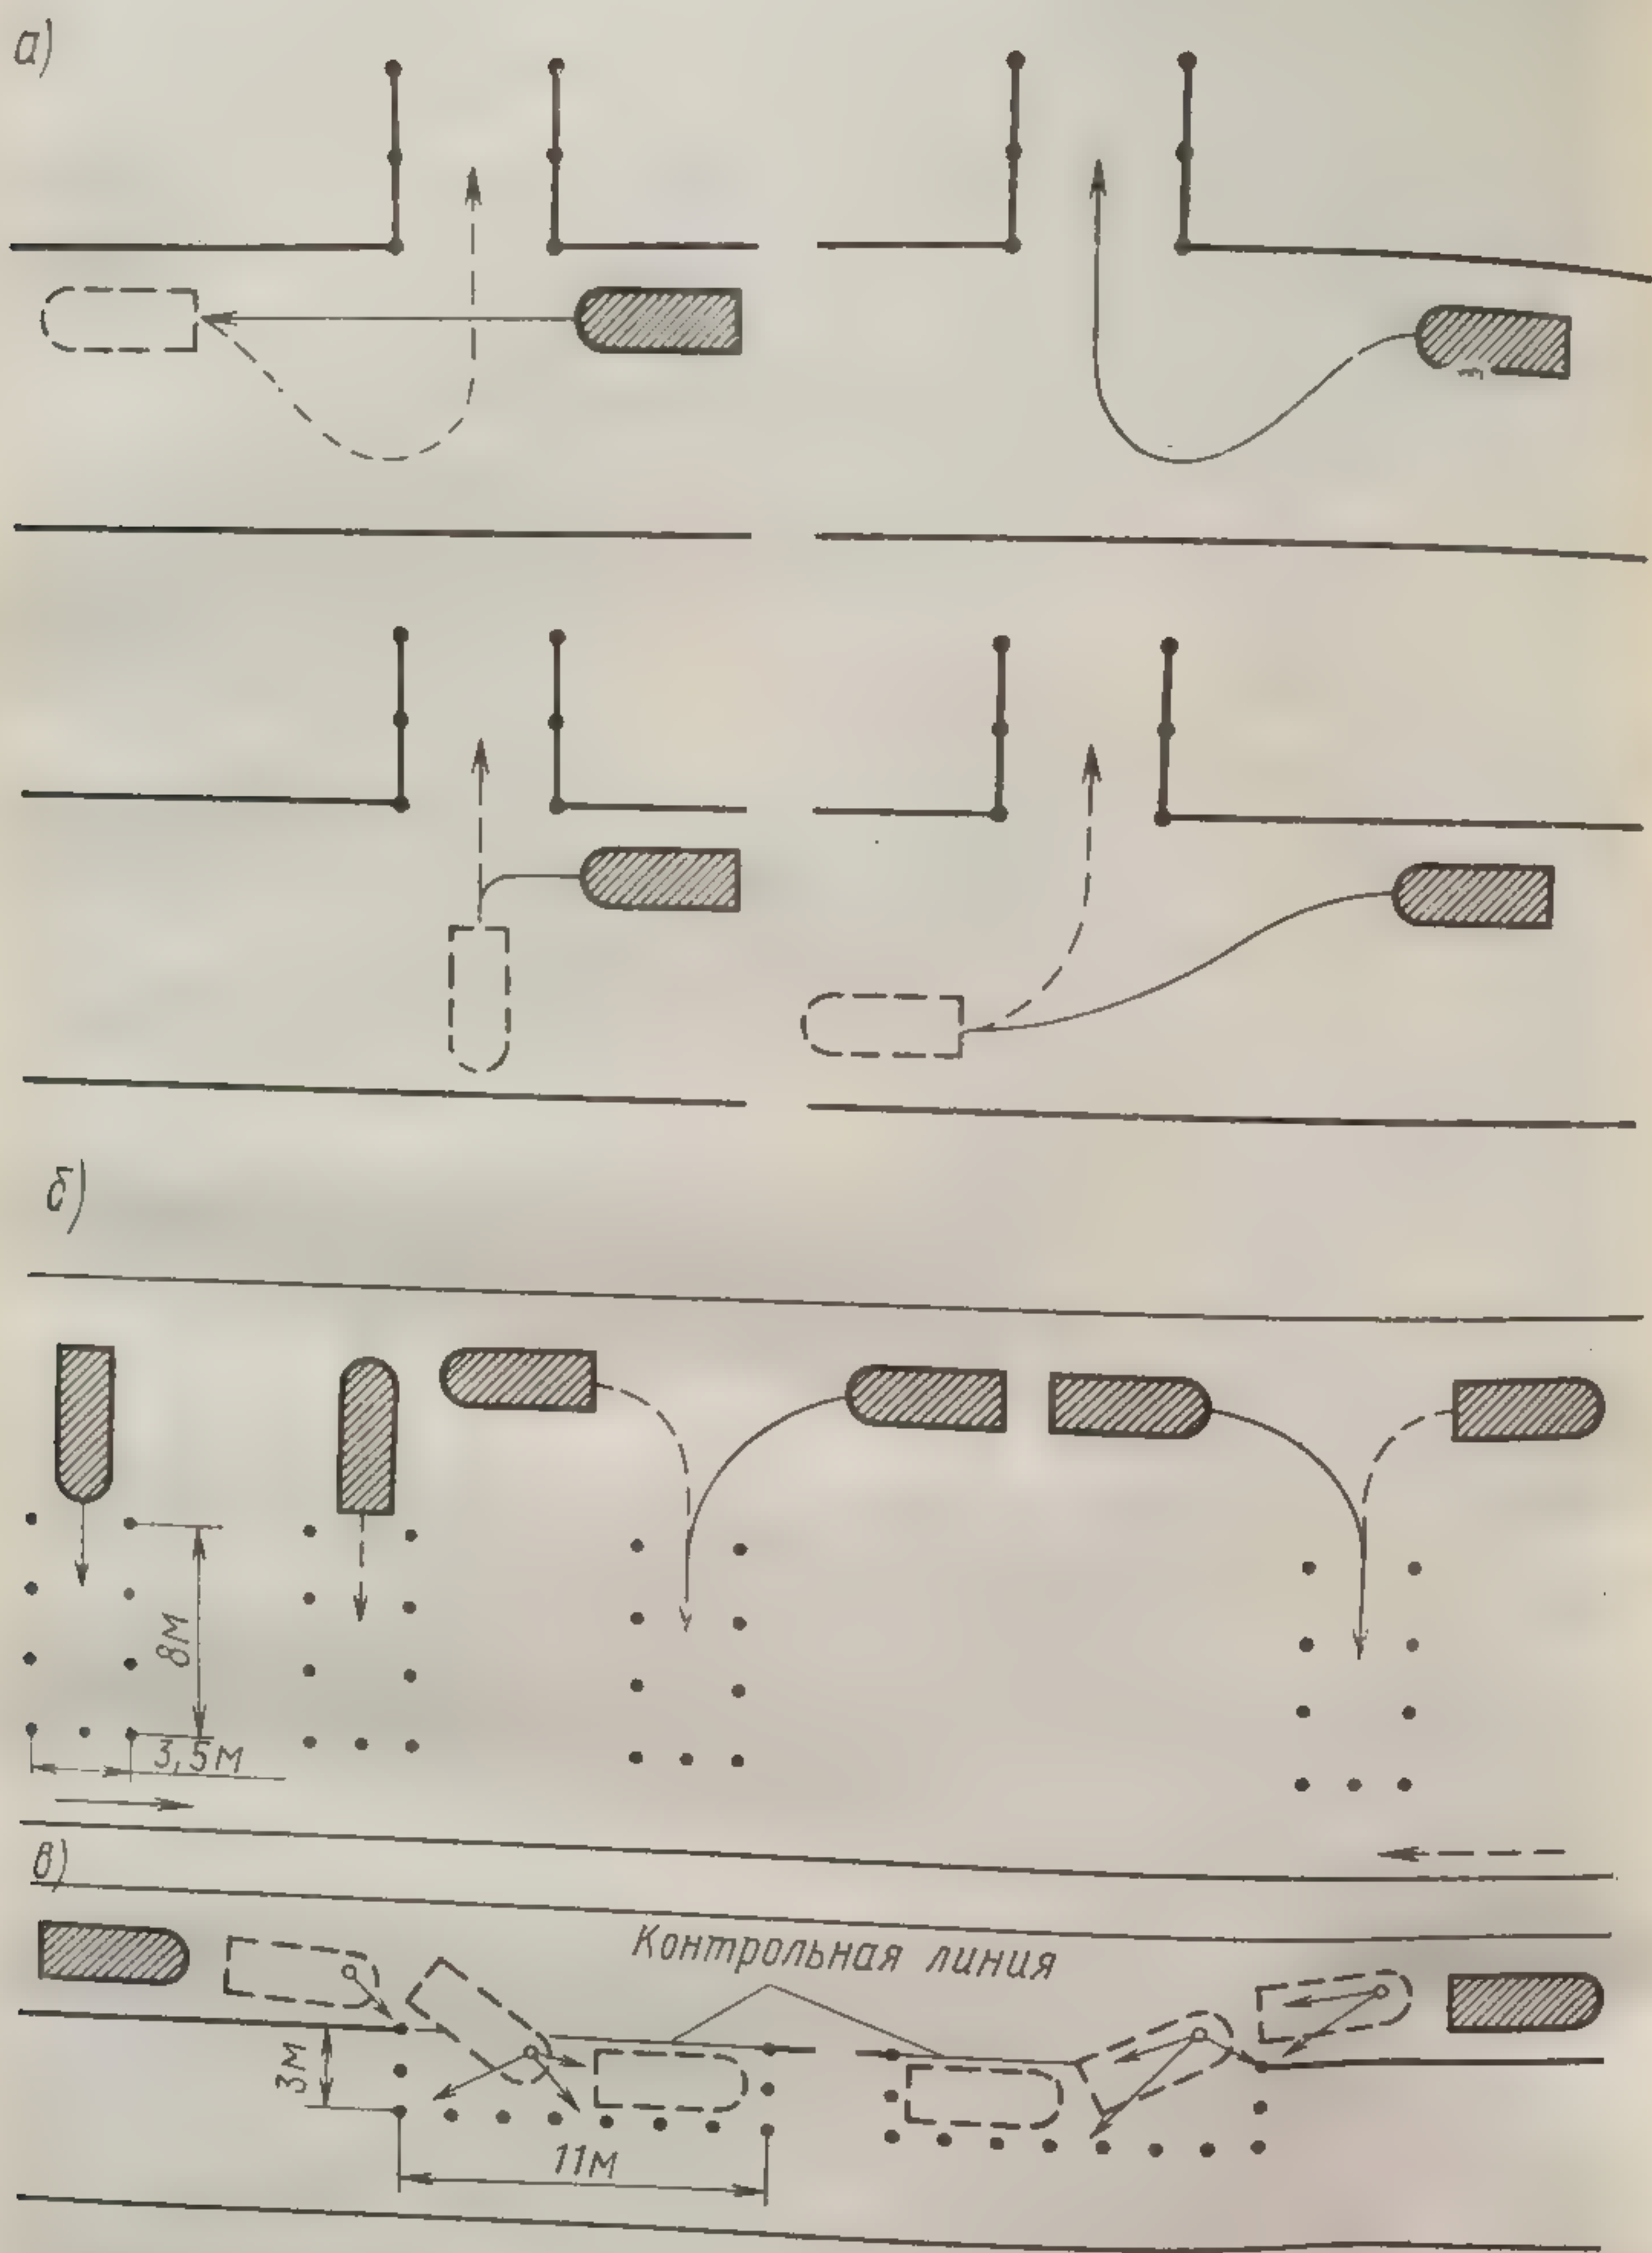 а)
б)
8м
3,5м
в)
Контрольная линия
3м
11м